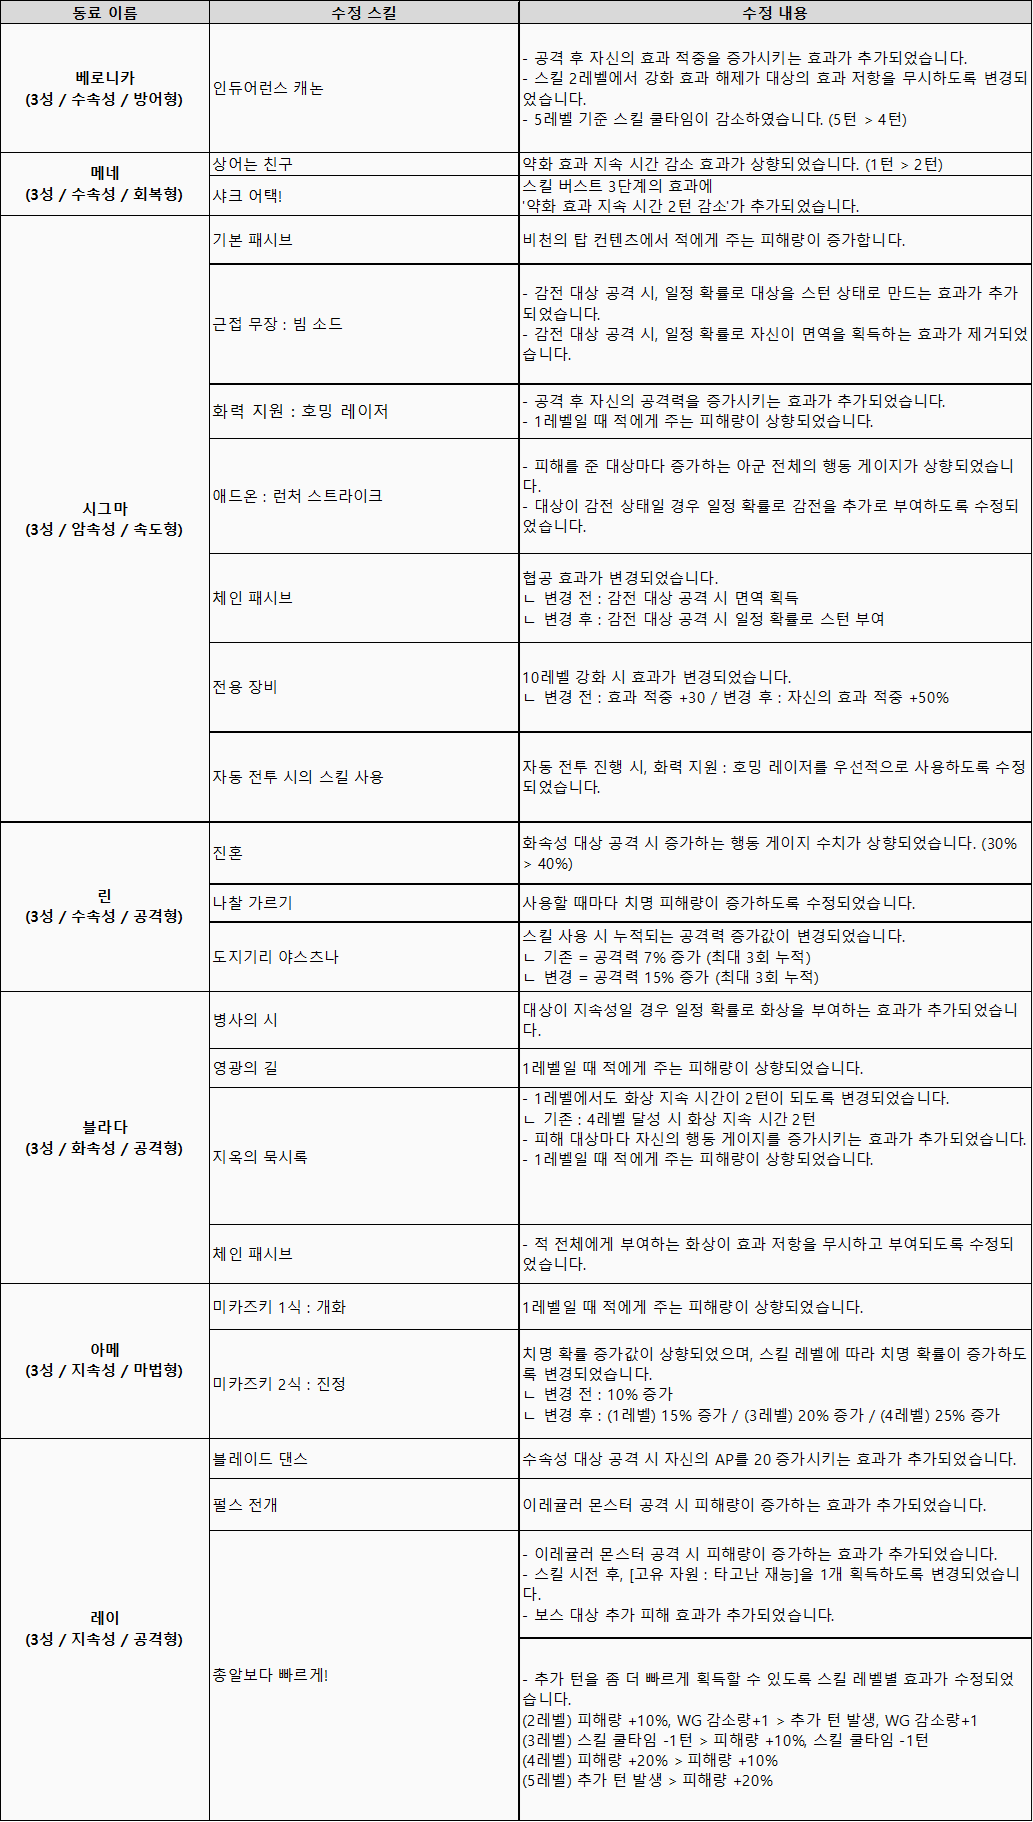 동료 이름
수정 스킬
수정 내용
베로니카
(3성 / 수속성 / 방어형)
인듀어런스 캐논
- 공격 후 자신의 효과 적중을 증가시키는 효과가 추가되었습니다.
- 스킬 2레벨에서 강화 효과 해제가 대상의 효과 저항을 무시하도록 변경되
었습니다.
- 5레벨 기준 스킬 쿨타임이 감소하였습니다. (5턴 > 4턴)
메네
(3성 / 수속성 / 회복형)
상어는 친구
약화 효과 지속 시간 감소 효과가 상향되었습니다. (1턴 > 2턴)
샤크 어택!
스킬 버스트 3단계의 효과에
'약화 효과 지속 시간 2턴 감소'가 추가되었습니다.
시그마
(3성 / 암속성 / 속도형)
기본 패시브
비천의 탑 컨텐츠에서 적에게 주는 피해량이 증가합니다.
근접 무장 : 빔 소드
- 감전 대상 공격 시, 일정 확률로 대상을 스턴 상태로 만드는 효과가 추가
되었습니다.
- 감전 대상 공격 시, 일정 확률로 자신이 면역을 획득하는 효과가 제거되었
습니다.
화력 지원 : 호밍 레이저
- 공격 후 자신의 공격력을 증가시키는 효과가 추가되었습니다.
- 1레벨일 때 적에게 주는 피해량이 상향되었습니다.
애드온 : 런처 스트라이크
- 피해를 준 대상마다 증가하는 아군 전체의 행동 게이지가 상향되었습니
다.
- 대상이 감전 상태일 경우 일정 확률로 감전을 추가로 부여하도록 수정되
었습니다.
체인 패시브
협공 효과가 변경되었습니다.
ㄴ 변경 전 : 감전 대상 공격 시 면역 획득
ㄴ 변경 후 : 감전 대상 공격 시 일정 확률로 스턴 부여
전용 장비
10레벨 강화 시 효과가 변경되었습니다.
ㄴ 변경 전 : 효과 적중 +30 / 변경 후 : 자신의 효과 적중 +50%
자동 전투 시의 스킬 사용
자동 전투 진행 시, 화력 지원 : 호밍 레이저를 우선적으로 사용하도록 수정
되었습니다.
린
(3성 / 수속성 / 공격형)
진혼
화속성 대상 공격 시 증가하는 행동 게이지 수치가 상향되었습니다. (30%
> 40%)
나찰 가르기
사용할 때마다 치명 피해량이 증가하도록 수정되었습니다.
도지기리 야스츠나
스킬 사용 시 누적되는 공격력 증가값이 변경되었습니다.
ㄴ 기존 = 공격력 7% 증가 (최대 3회 누적)
ㄴ 변경 = 공격력 15% 증가 (최대 3회 누적)
블라다
(3성 / 화속성 / 공격형)
병사의 시
대상이 지속성일 경우 일정 확률로 화상을 부여하는 효과가 추가되었습니
다.
영광의 길
1레벨일 때 적에게 주는 피해량이 상향되었습니다.
지옥의 묵시록
- 1레벨에서도 화상 지속 시간이 2턴이 되도록 변경되었습니다.
ㄴ 기존 : 4레벨 달성 시 화상 지속 시간 2턴
- 피해 대상마다 자신의 행동 게이지를 증가시키는 효과가 추가되었습니다.
- 1레벨일 때 적에게 주는 피해량이 상향되었습니다.
체인 패시브
- 적 전체에게 부여하는 화상이 효과 저항을 무시하고 부여되도록 수정되
었습니다.
아메
(3성 / 지속성 / 마법형)
미카즈키 1식 : 개화
1레벨일 때 적에게 주는 피해량이 상향되었습니다.
미카즈키 2식 : 진정
치명 확률 증가값이 상향되었으며, 스킬 레벨에 따라 치명 확률이 증가하도
록 변경되었습니다.
ㄴ 변경 전 : 10% 증가
ㄴ 변경 후 : (1레벨) 15% 증가 / (3레벨) 20% 증가 / (4레벨) 25% 증가
레이
(3성 / 지속성 / 공격형)
블레이드 댄스
수속성 대상 공격 시 자신의 AP를 20 증가시키는 효과가 추가되었습니다.
펄스 전개
이레귤러 몬스터 공격 시 피해량이 증가하는 효과가 추가되었습니다.
총알보다 빠르게!
- 이레귤러 몬스터 공격 시 피해량이 증가하는 효과가 추가되었습니다.
- 스킬 시전 후, [고유 자원 : 타고난 재능]을 1개 획득하도록 변경되었습니
다.
- 보스 대상 추가 피해 효과가 추가되었습니다.
- 추가 턴을 좀 더 빠르게 획득할 수 있도록 스킬 레벨별 효과가 수정되었
습니다.
(2레벨) 피해량 +10%, WG 감소량+1 > 추가 턴 발생, WG 감소량+1
(3레벨) 스킬 쿨타임 -1턴 > 피해량 +10%, 스킬 쿨타임 -1턴
(4레벨) 피해량 +20% > 피해량 +10%
(5레벨) 추가 턴 발생 > 피해량 +20%